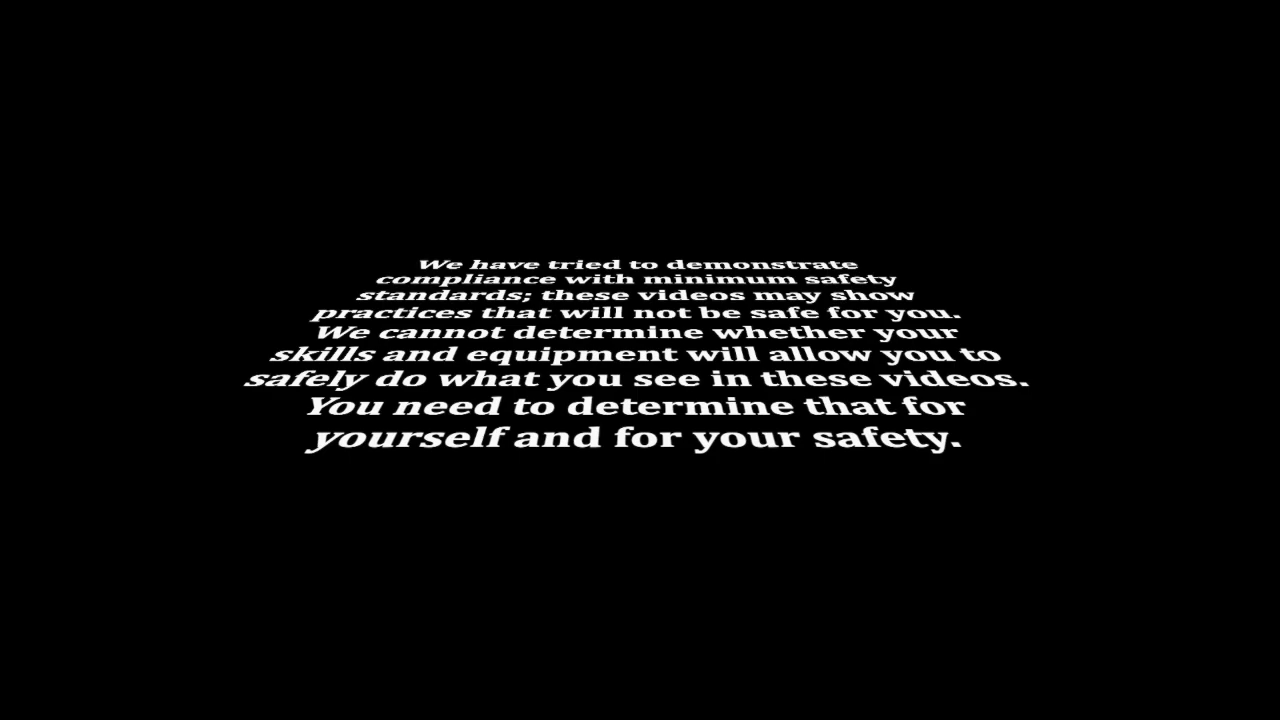 We have tried to demonstrate
compliance with minimum safety
standards; these videos may show
practices that will not be safe for you.
We cannot determine whether your
skills and equipment will allow you to
safely do what you see in these videos.
You need to determine that for
yourself and for your safety.